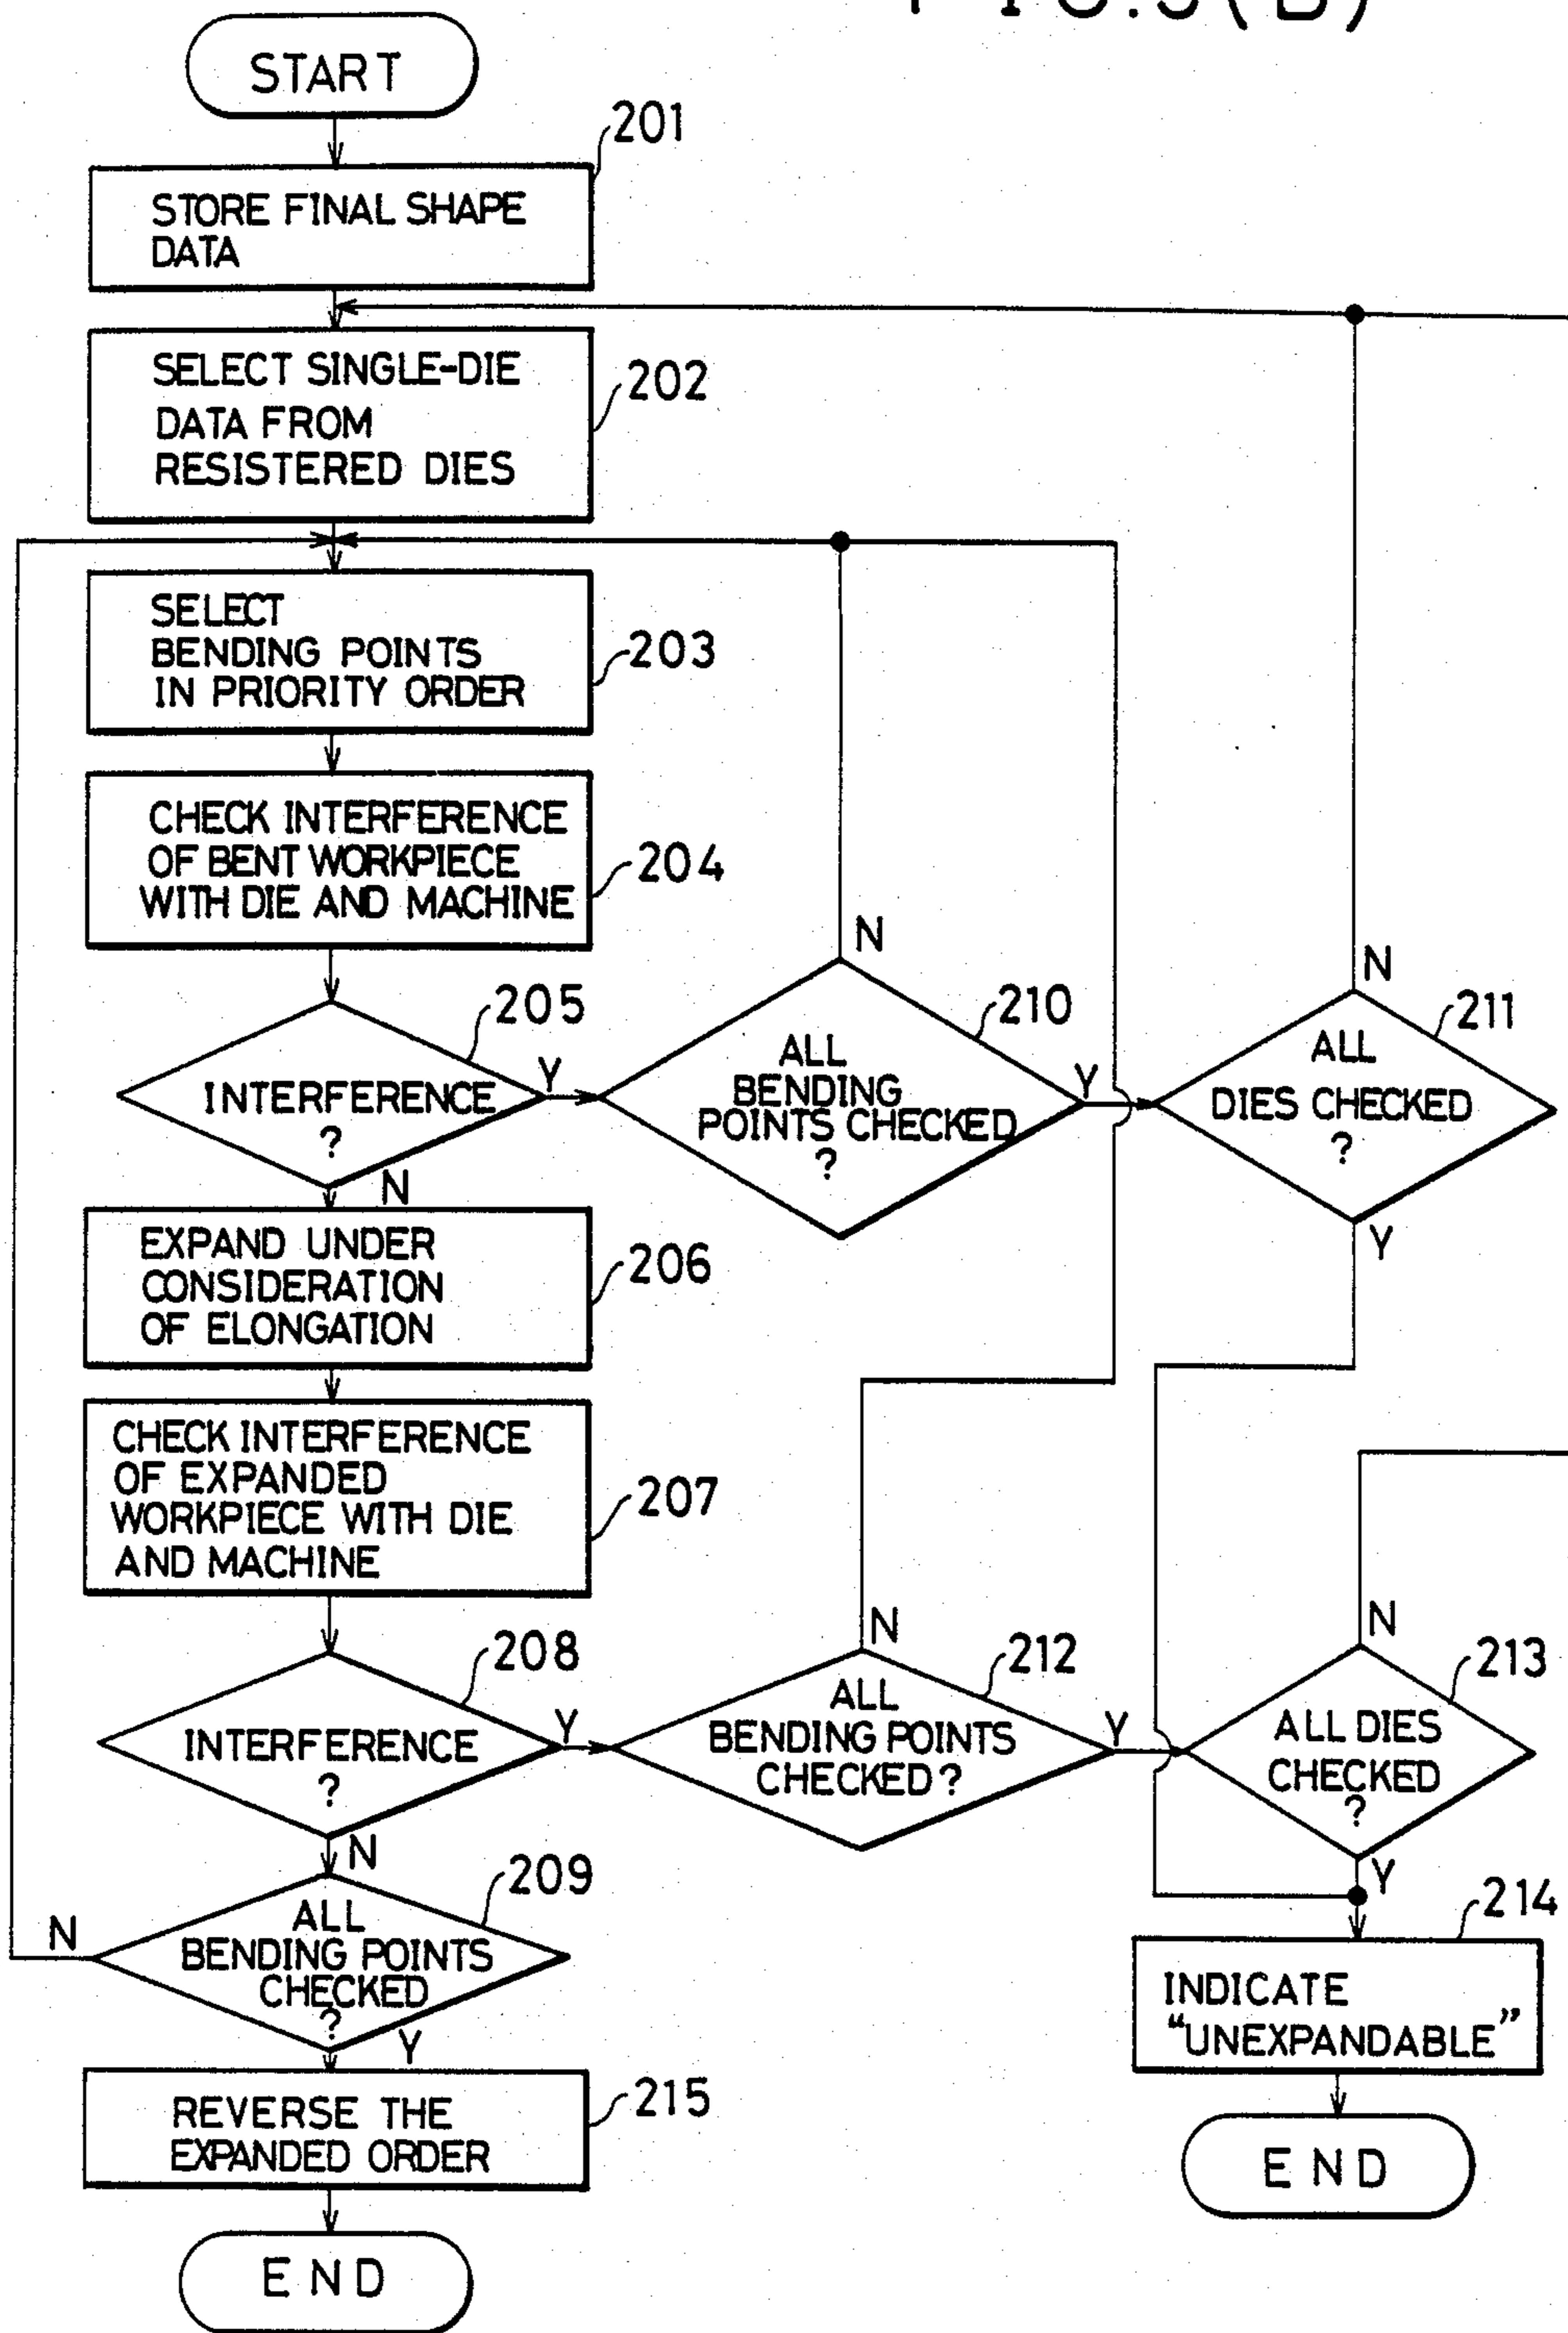 FIG.5(B)
START
201
STORE FINAL SHAPE
DATA
SELECT SINGLE-DIE
DATA FROM
RESISTERED DIES
202
SELECT
BENDING POINTS
IN PRIORITY ORDER
203
CHECK INTERFERENCE
OF BENT WORKPIECE
WITH DIE AND MACHINE
204
205
INTERFERENCE
?
Y
N
210
ALL
BENDING
POINTS CHECKED
?
N
Y
211
ALL
DIES CHECKED
?
N
Y
EXPAND UNDER
CONSIDERATION
OF ELONGATION
206
CHECK INTERFERENCE
OF EXPANDED
WORKPIECE WITH DIE
AND MACHINE
207
208
INTERFERENCE
?
Y
N
212
ALL
BENDING POINTS
CHECKED?
N
Y
213
ALL DIES
CHECKED
?
N
Y
209
ALL
BENDING POINTS
CHECKED
?
N
Y
214
INDICATE
“UNEXPANDABLE”
END
REVERSE THE
EXPANDED ORDER
215
END